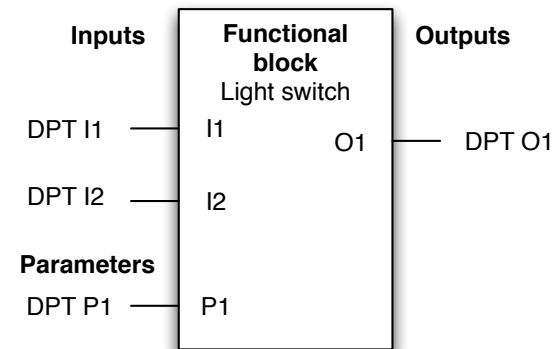 Inputs
Functional
block
Light switch
Outputs
DPT I1
I1
O1
DPT O1
DPT I2
I2
Parameters
DPT P1
P1